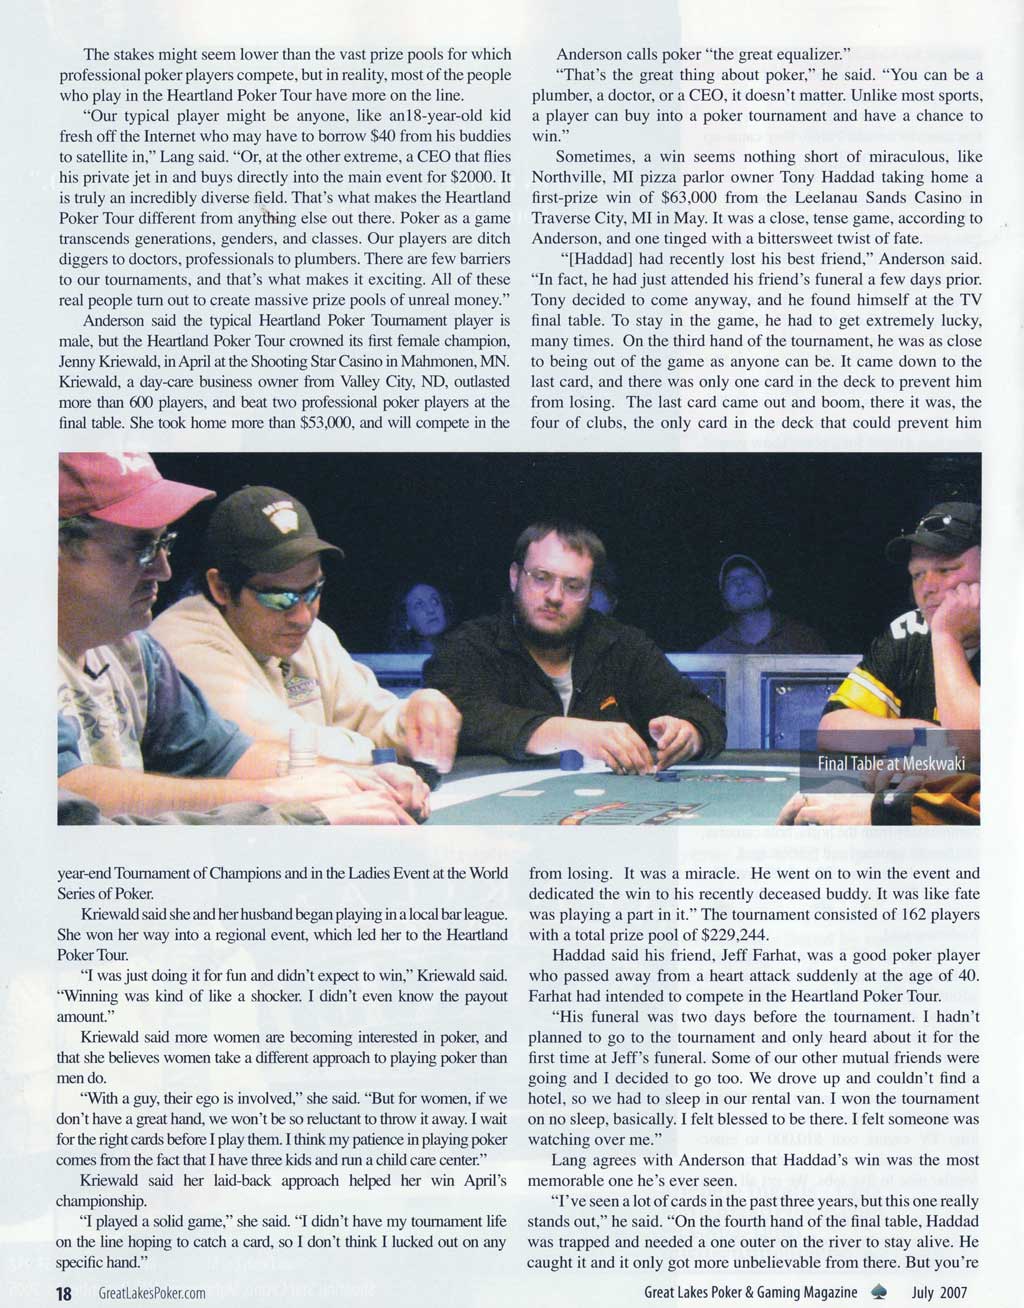 The stakes might seem lower than the vast prize pools for which
professional poker players compete, but in reality, most of the people
who play in the Heartland Poker Tour have more on the line.
“Our typical player might be anyone, like an18-year-old kid
fresh off the Internet who may have to borrow $40 from his buddies
to satellite in,” Lang said. “Or, at the other extreme, a CEO that flies
his private jet in and buys directly into the main event for $2000. It
is truly an incredibly diverse field. That’s what makes the Heartland
Poker Tour different from anything else out there. Poker as a game
transcends generations, genders, and classes. Our players are ditch
diggers to doctors, professionals to plumbers. There are few barriers
to our tournaments, and that’s what makes it exciting. All of these
real people turn out to create massive prize pools of unreal money.”
Anderson said the typical Heartland Poker Tournament player is
male, but the Heartland Poker Tour crowned its first female champion,
Jenny Kriewald, in April at the Shooting Star Casino in Mahmonen, MN.
Kriewald, a day-care business owner from Valley City, ND, outlasted
more than 600 players, and beat two professional poker players at the
final table. She took home more than $53,000, and will compete in the
year-end Tournament of Champions and in the Ladies Event at the World
Series of Poker.
Kriewald said she and her husband began playing in a local bar league.
She won her way into a regional event, which led her to the Heartland
Poker Tour.
“I was just doing it for fun and didn’t expect to win,” Kriewald said.
“Winning was kind of like a shocker. I didn’t even know the payout
amount.”
Kriewald said more women are becoming interested in poker, and
that she believes women take a different approach to playing poker than
men do.
“With a guy, their ego is involved,” she said. “But for women, if we
don’t have a great hand, we won’t be so reluctant to throw it away. I wait
for the right cards before I play them. I think my patience in playing poker
comes from the fact that I have three kids and run a child care center.”
Kriewald said her laid-back approach helped her win April’s
championship.
“I played a solid game,” she said. “I didn’t have my tournament life
on the line hoping to catch a card, so I don’t think I lucked out on any
specific hand.”
Anderson calls poker “the great equalizer.”
“That’s the great thing about poker,” he said. “You can be a
plumber, a doctor, or a CEO, it doesn’t matter. Unlike most sports,
a player can buy into a poker tournament and have a chance to
win.”
Sometimes, a win seems nothing short of miraculous, like
Northville, MI pizza parlor owner Tony Haddad taking home a
first-prize win of $63,000 from the Leelanau Sands Casino in
Traverse City, MI in May. It was a close, tense game, according to
Anderson, and one tinged with a bittersweet twist of fate.
“[Haddad] had recently lost his best friend,” Anderson said.
“In fact, he had just attended his friend’s funeral a few days prior.
Tony decided to come anyway, and he found himself at the TV
final table. To stay in the game, he had to get extremely lucky,
many times. On the third hand of the tournament, he was as close
to being out of the game as anyone can be. It came down to the
last card, and there was only one card in the deck to prevent him
from losing. The last card came out and boom, there it was, the
four of clubs, the only card in the deck that could prevent him
Final Table at Meskwaki
from losing. It was a miracle. He went on to win the event and
dedicated the win to his recently deceased buddy. It was like fate
was playing a part in it.” The tournament consisted of 162 players
with a total prize pool of $229,244.
Haddad said his friend, Jeff Farhat, was a good poker player
who passed away from a heart attack suddenly at the age of 40.
Farhat had intended to compete in the Heartland Poker Tour.
“His funeral was two days before the tournament. I hadn’t
planned to go to the tournament and only heard about it for the
first time at Jeff’s funeral. Some of our other mutual friends were
going and I decided to go too. We drove up and couldn’t find a
hotel, so we had to sleep in our rental van. I won the tournament
on no sleep, basically. I felt blessed to be there. I felt someone was
watching over me.”
Lang agrees with Anderson that Haddad’s win was the most
memorable one he’s ever seen.
“I’ve seen a lot of cards in the past three years, but this one really
stands out,” he said. “On the fourth hand of the final table, Haddad
was trapped and needed a one outer on the river to stay alive. He
caught it and it only got more unbelievable from there. But you’re
18 GreatLakesPoker.com
Great Lakes Poker & Gaming Magazine July 2007